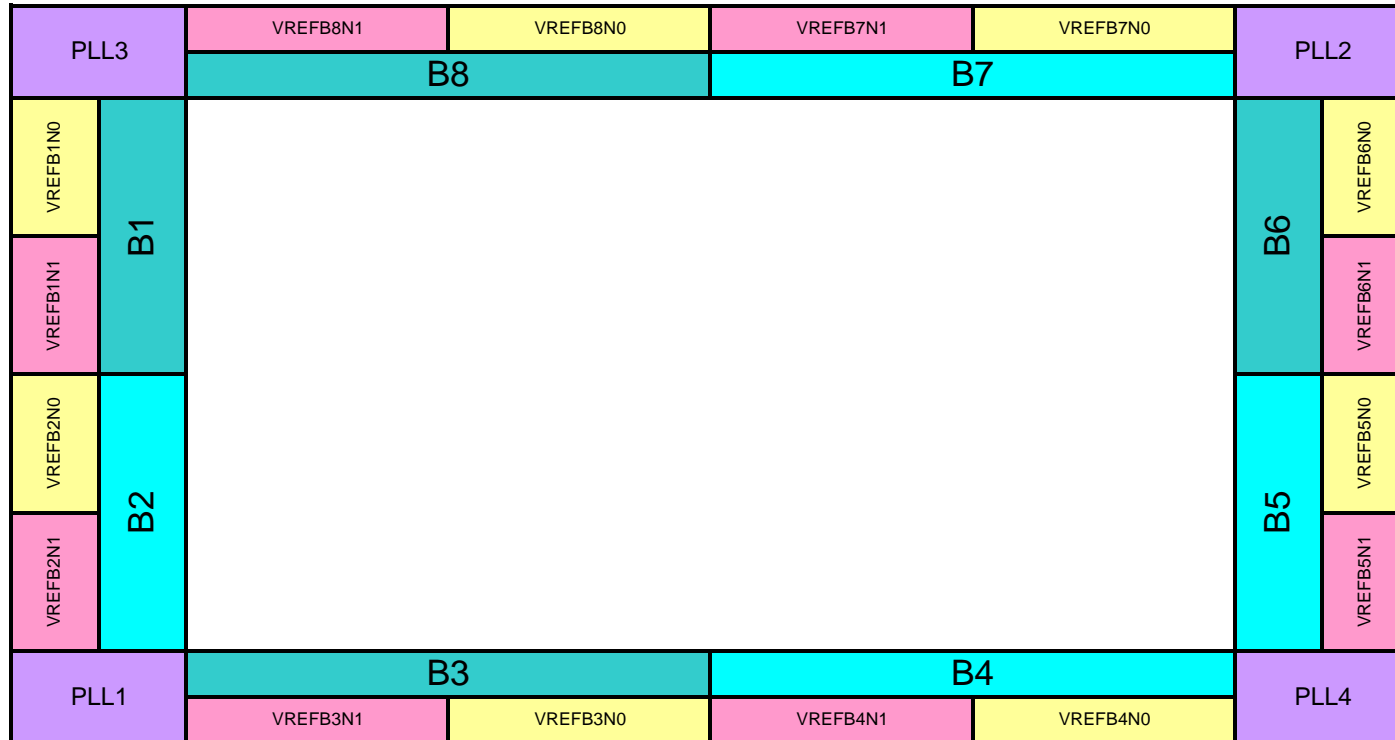 PLL3
VREFB8N1
VREFB8N0
VREFB7N1
VREFB7N0
PLL2
B8
B7
VREFB1N0
VREFB1N1
B1
VREFB2N0
VREFB2N1
B2
B6
VREFB6N0
VREFB6N1
B5
VREFB5N0
VREFB5N1
PLL1
B3
B4
PLL4
VREFB3N1
VREFB3N0
VREFB4N1
VREFB4N0